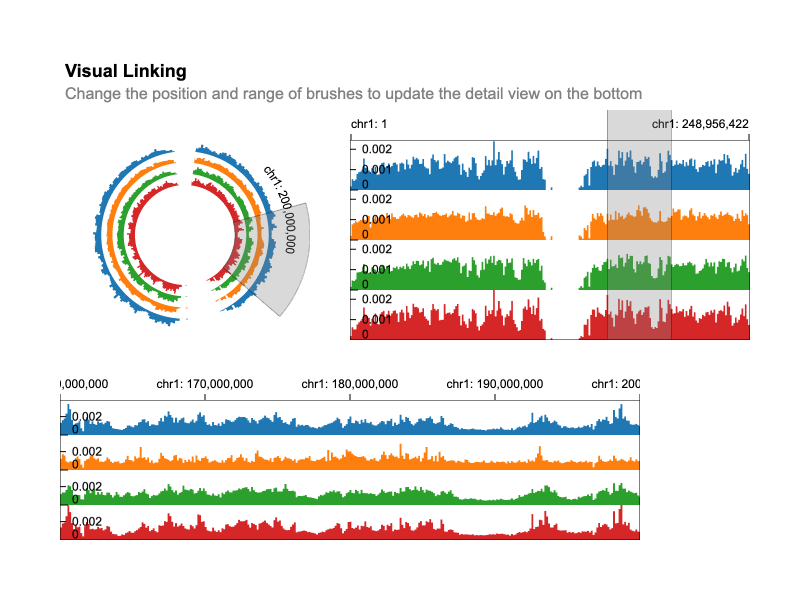 Visual Linking
Change the position and range of brushes to update the detail view on the bottom
chr1: 200,000,000
chr1: 1
chr1: 248,956,422
0.002
0.001
0
0.002
0.001
0
0.002
0.001
0
0.002
0.001
0
0,000,000
chr1: 170,000,000
chr1: 180,000,000
chr1: 190,000,000
chr1: 200
0.002
0
0.002
0
0.002
0
0.002
0